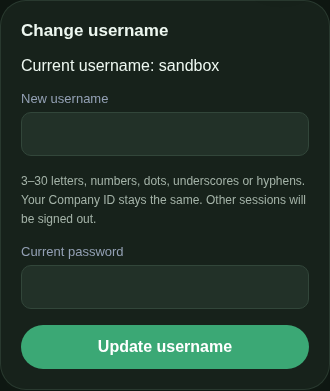 Change username
Current username: sandbox
New username
3–30 letters, numbers, dots, underscores or hyphens.
Your Company ID stays the same. Other sessions will
be signed out.
Current password
Update username